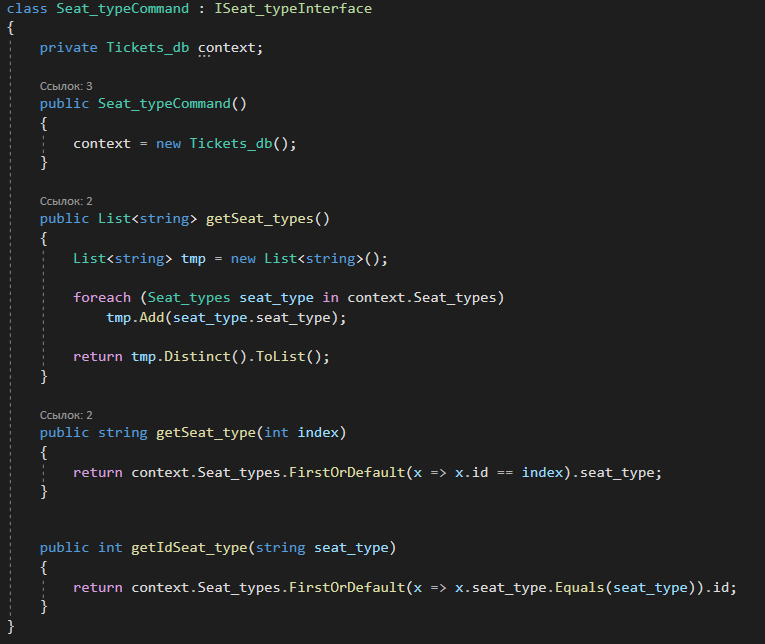 class Seat_typeCommand : ISeat_typeInterface
{
private Tickets_db context;
Ссылок: 3
public Seat_typeCommand()
{
context = new Tickets_db();
}
Ссылок: 2
public List<string> getSeat_types()
{
List<string> tmp = new List<string>();
foreach (Seat_types seat_type in context.Seat_types)
tmp.Add(seat_type.seat_type);
return tmp.Distinct().ToList();
}
Ссылок: 2
public string getSeat_type(int index)
{
return context.Seat_types.FirstOrDefault(x => x.id == index).seat_type;
}
public int getIdSeat_type(string seat_type)
{
return context.Seat_types.FirstOrDefault(x => x.seat_type.Equals(seat_type)).id;
}
}